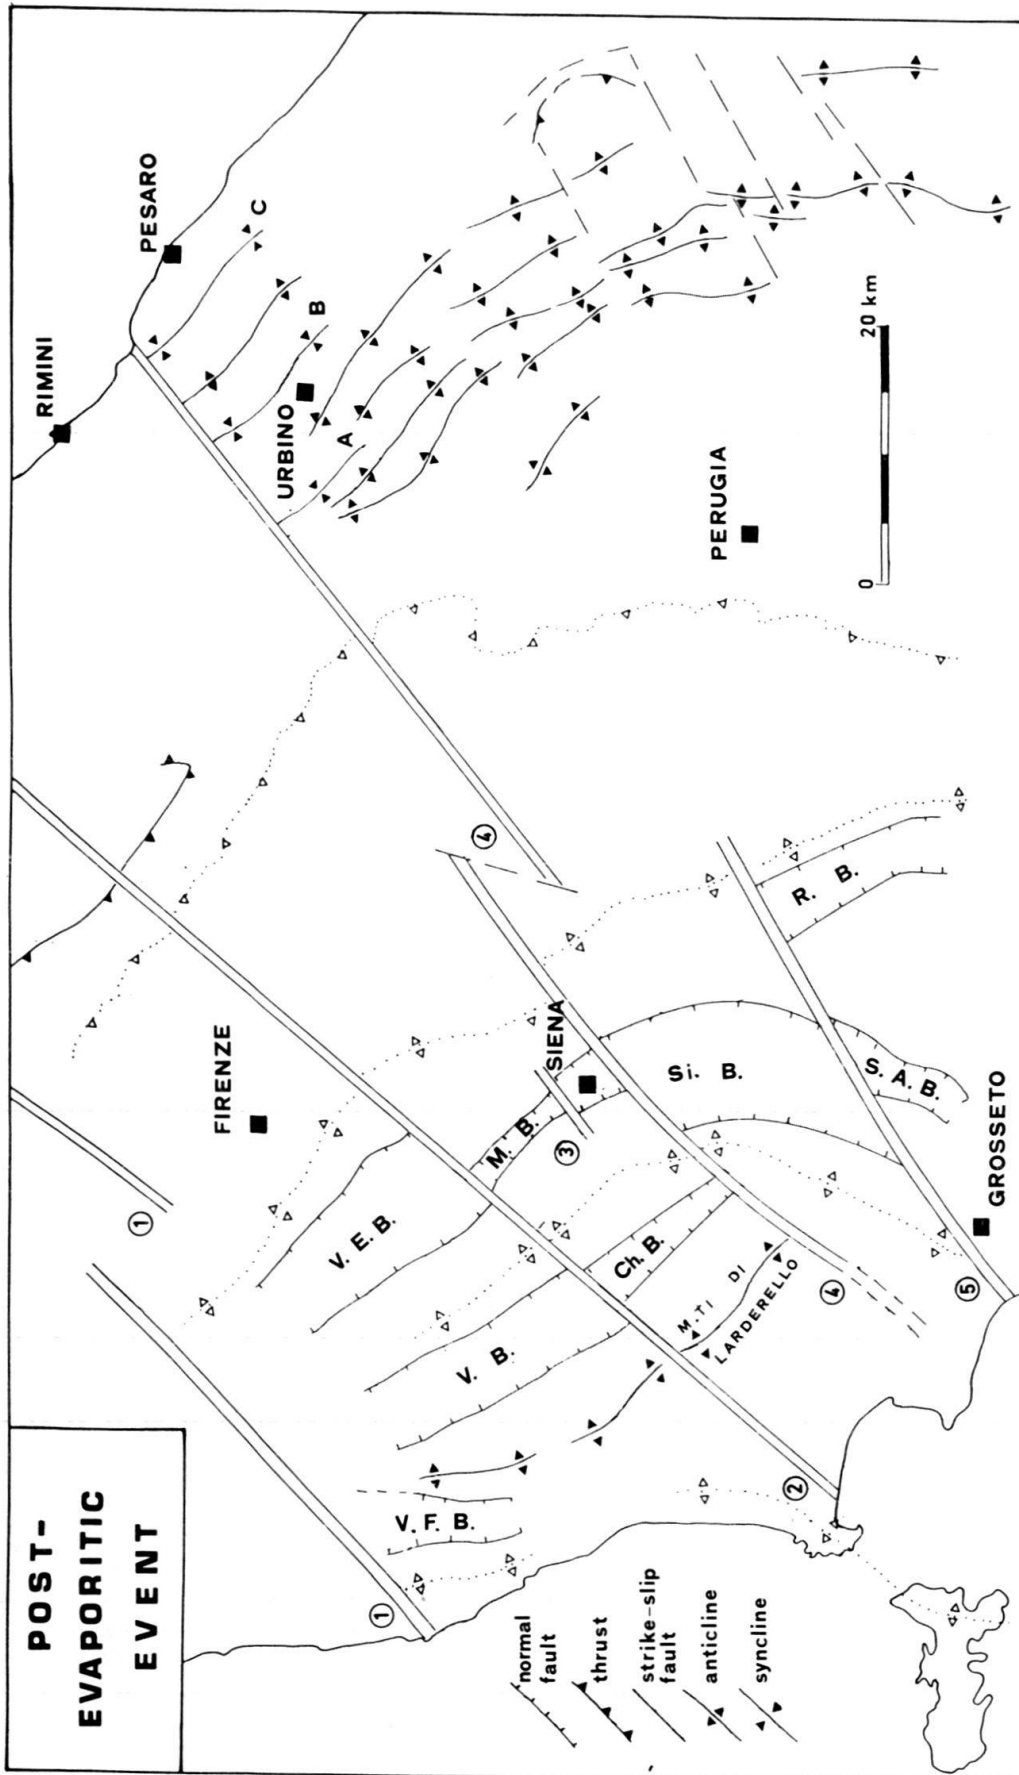 POST-
EVAPORITIC
EVENT
normal
fault
thrust
strike-slip
fault
anticline
syncline
RIMINI
PESARO
C
B
URBINO
A
PERUGIA
0
20 km
FIRENZE
SIENA
GROSSETO
V. F. B.
V. B.
V. E. B.
M. B.
Ch. B.
Si. B.
S. A. B.
R. B.
M.TI DI
LARDERELLO
1
1
2
3
4
4
5